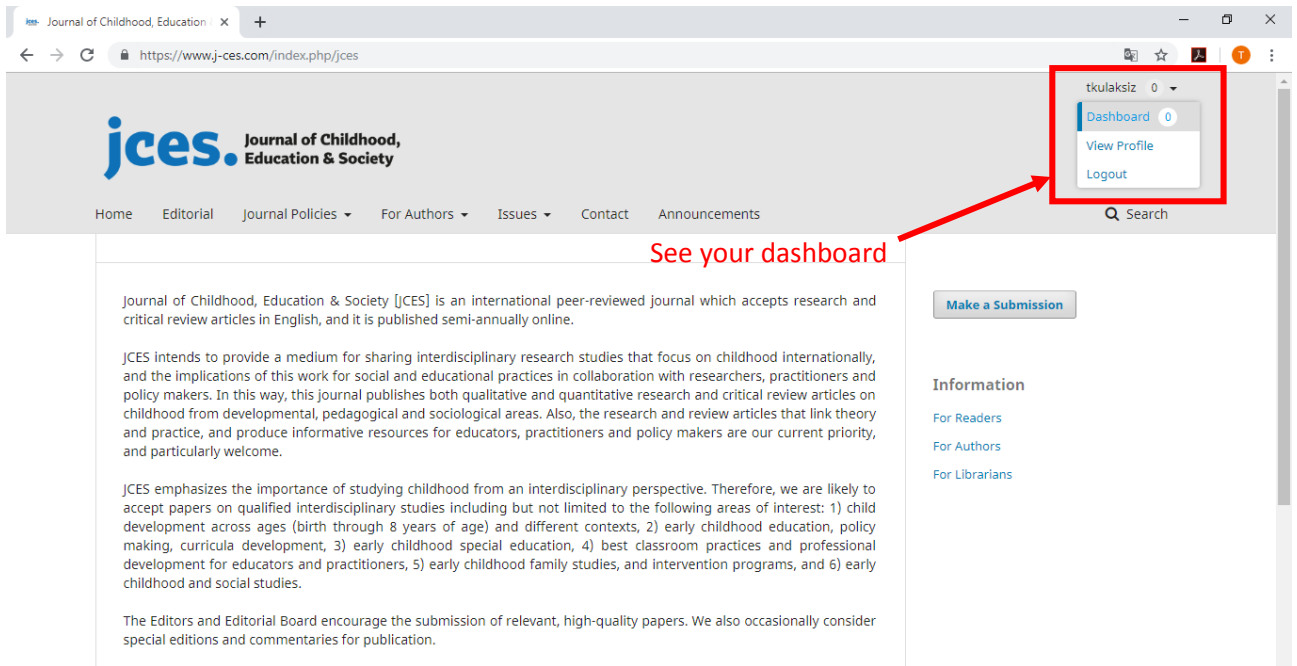 Journal of Childhood, Education
https://www.j-ces.com/index.php/jces
T
tkulaksiz 0
Dashboard 0
View Profile
Logout
jces. Journal of Childhood,
Education & Society
Home Editorial Journal Policies For Authors Issues Contact Announcements Search
See your dashboard
Journal of Childhood, Education & Society [JCES] is an international peer-reviewed journal which accepts research and
critical review articles in English, and it is published semi-annually online.
JCES intends to provide a medium for sharing interdisciplinary research studies that focus on childhood internationally,
and the implications of this work for social and educational practices in collaboration with researchers, practitioners and
policy makers. In this way, this journal publishes both qualitative and quantitative research and critical review articles on
childhood from developmental, pedagogical and sociological areas. Also, the research and review articles that link theory
and practice, and produce informative resources for educators, practitioners and policy makers are our current priority,
and particularly welcome.
JCES emphasizes the importance of studying childhood from an interdisciplinary perspective. Therefore, we are likely to
accept papers on qualified interdisciplinary studies including but not limited to the following areas of interest: 1) child
development across ages (birth through 8 years of age) and different contexts, 2) early childhood education, policy
making, curricula development, 3) early childhood special education, 4) best classroom practices and professional
development for educators and practitioners, 5) early childhood family studies, and intervention programs, and 6) early
childhood and social studies.
The Editors and Editorial Board encourage the submission of relevant, high-quality papers. We also occasionally consider
special editions and commentaries for publication.
Make a Submission
Information
For Readers
For Authors
For Librarians